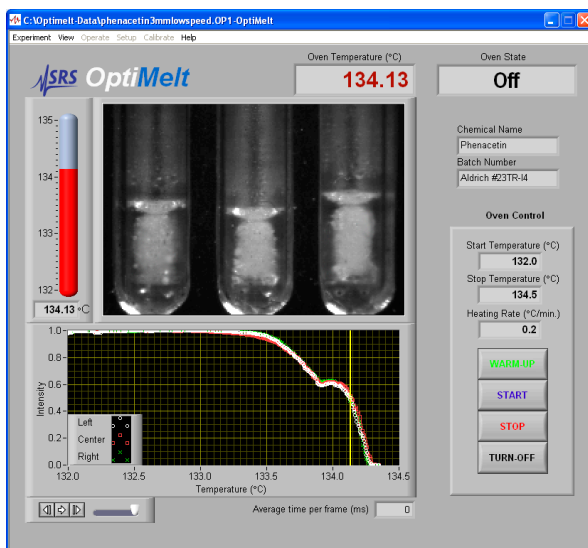 C:\Optimelt-Data\phenacetin3mmlowspeed.OP1-OptiMelt
Experiment View Operate Setup Calibrate Help
SRS OptiMelt
Oven Temperature (°C)
134.13
Oven State
Off
135-
134-
133-
132-
134.13 °C
Chemical Name
Phenacetin
Batch Number
Aldrich #23TR-I4
Oven Control
Start Temperature (°C)
132.0
Stop Temperature (°C)
134.5
Heating Rate (°C/min.)
0.2
WARM-UP
START
STOP
TURN-OFF
Intensity
1.0-
0.8-
0.6-
0.4-
0.2-
0.0-
Left
Center
Right
132.0 132.5 133.0 133.5 134.0 134.5
Temperature (°C)
Average time per frame (ms) 0